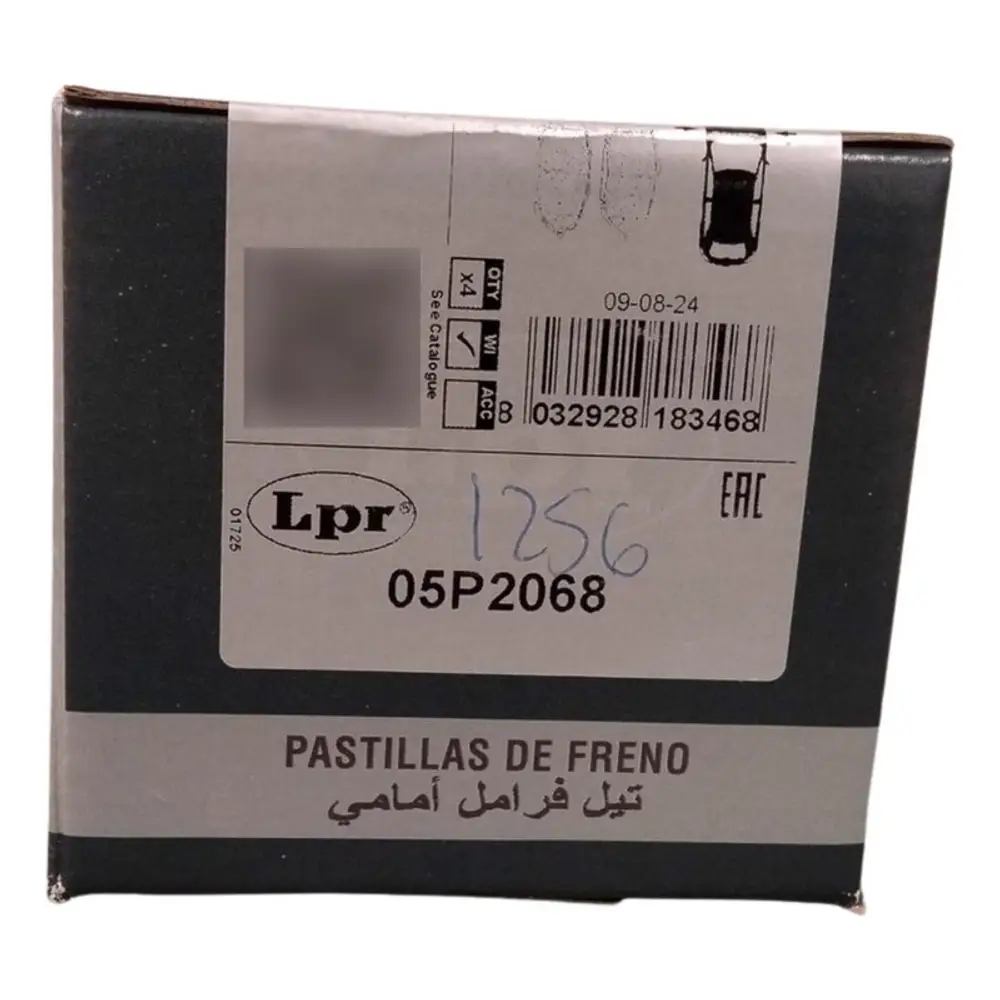 QTY
x4
WI
ACC
See Catalogue
09-08-24
8 032928 183468
Lpr
01725
1256
EAC
05P2068
PASTILLAS DE FRENO
تيل فرامل أمامي